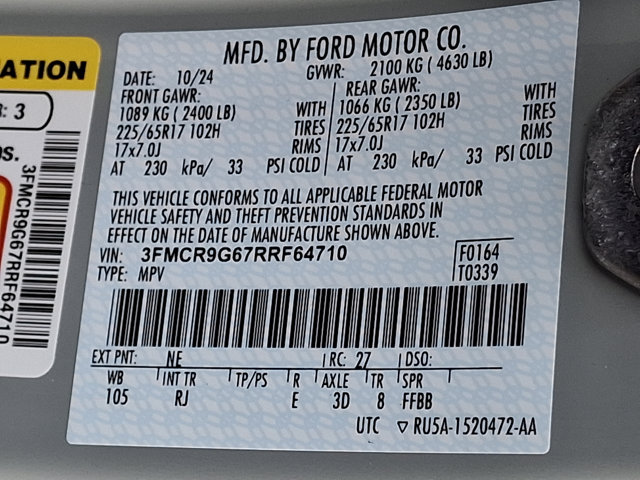 ATION
: 3
S.
3FMCR9G67RRF64710
MFD. BY FORD MOTOR CO.
DATE: 10/24 GVWR: 2100 KG ( 4630 LB)
FRONT GAWR: REAR GAWR:
1089 KG ( 2400 LB) WITH 1066 KG ( 2350 LB) WITH
225/65R17 102H TIRES 225/65R17 102H TIRES
17x7.0J RIMS 17x7.0J RIMS
AT 230 kPa/ 33 PSI COLD AT 230 kPa/ 33 PSI COLD
THIS VEHICLE CONFORMS TO ALL APPLICABLE FEDERAL MOTOR
VEHICLE SAFETY AND THEFT PREVENTION STANDARDS IN
EFFECT ON THE DATE OF MANUFACTURE SHOWN ABOVE.
VIN: 3FMCR9G67RRF64710 F0164
TYPE: MPV T0339
EXT PNT: NE RC: 27 DSO:
WB INT TR TP/PS R AXLE TR SPR
105 RJ E 3D 8 FFBB
UTC ▽ RU5A-1520472-AA